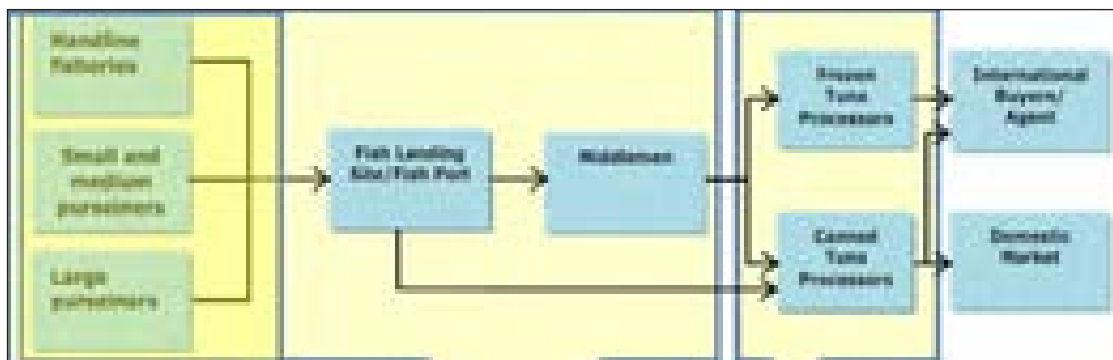 Handline
fisheries
Small and
medium
purseiners
Large
purseiners
Fish Landing
Site/Fish Port
Middlemen
Frozen
Tuna
Processors
Canned
Tuna
Processors
International
Buyers/
Agent
Domestic
Market